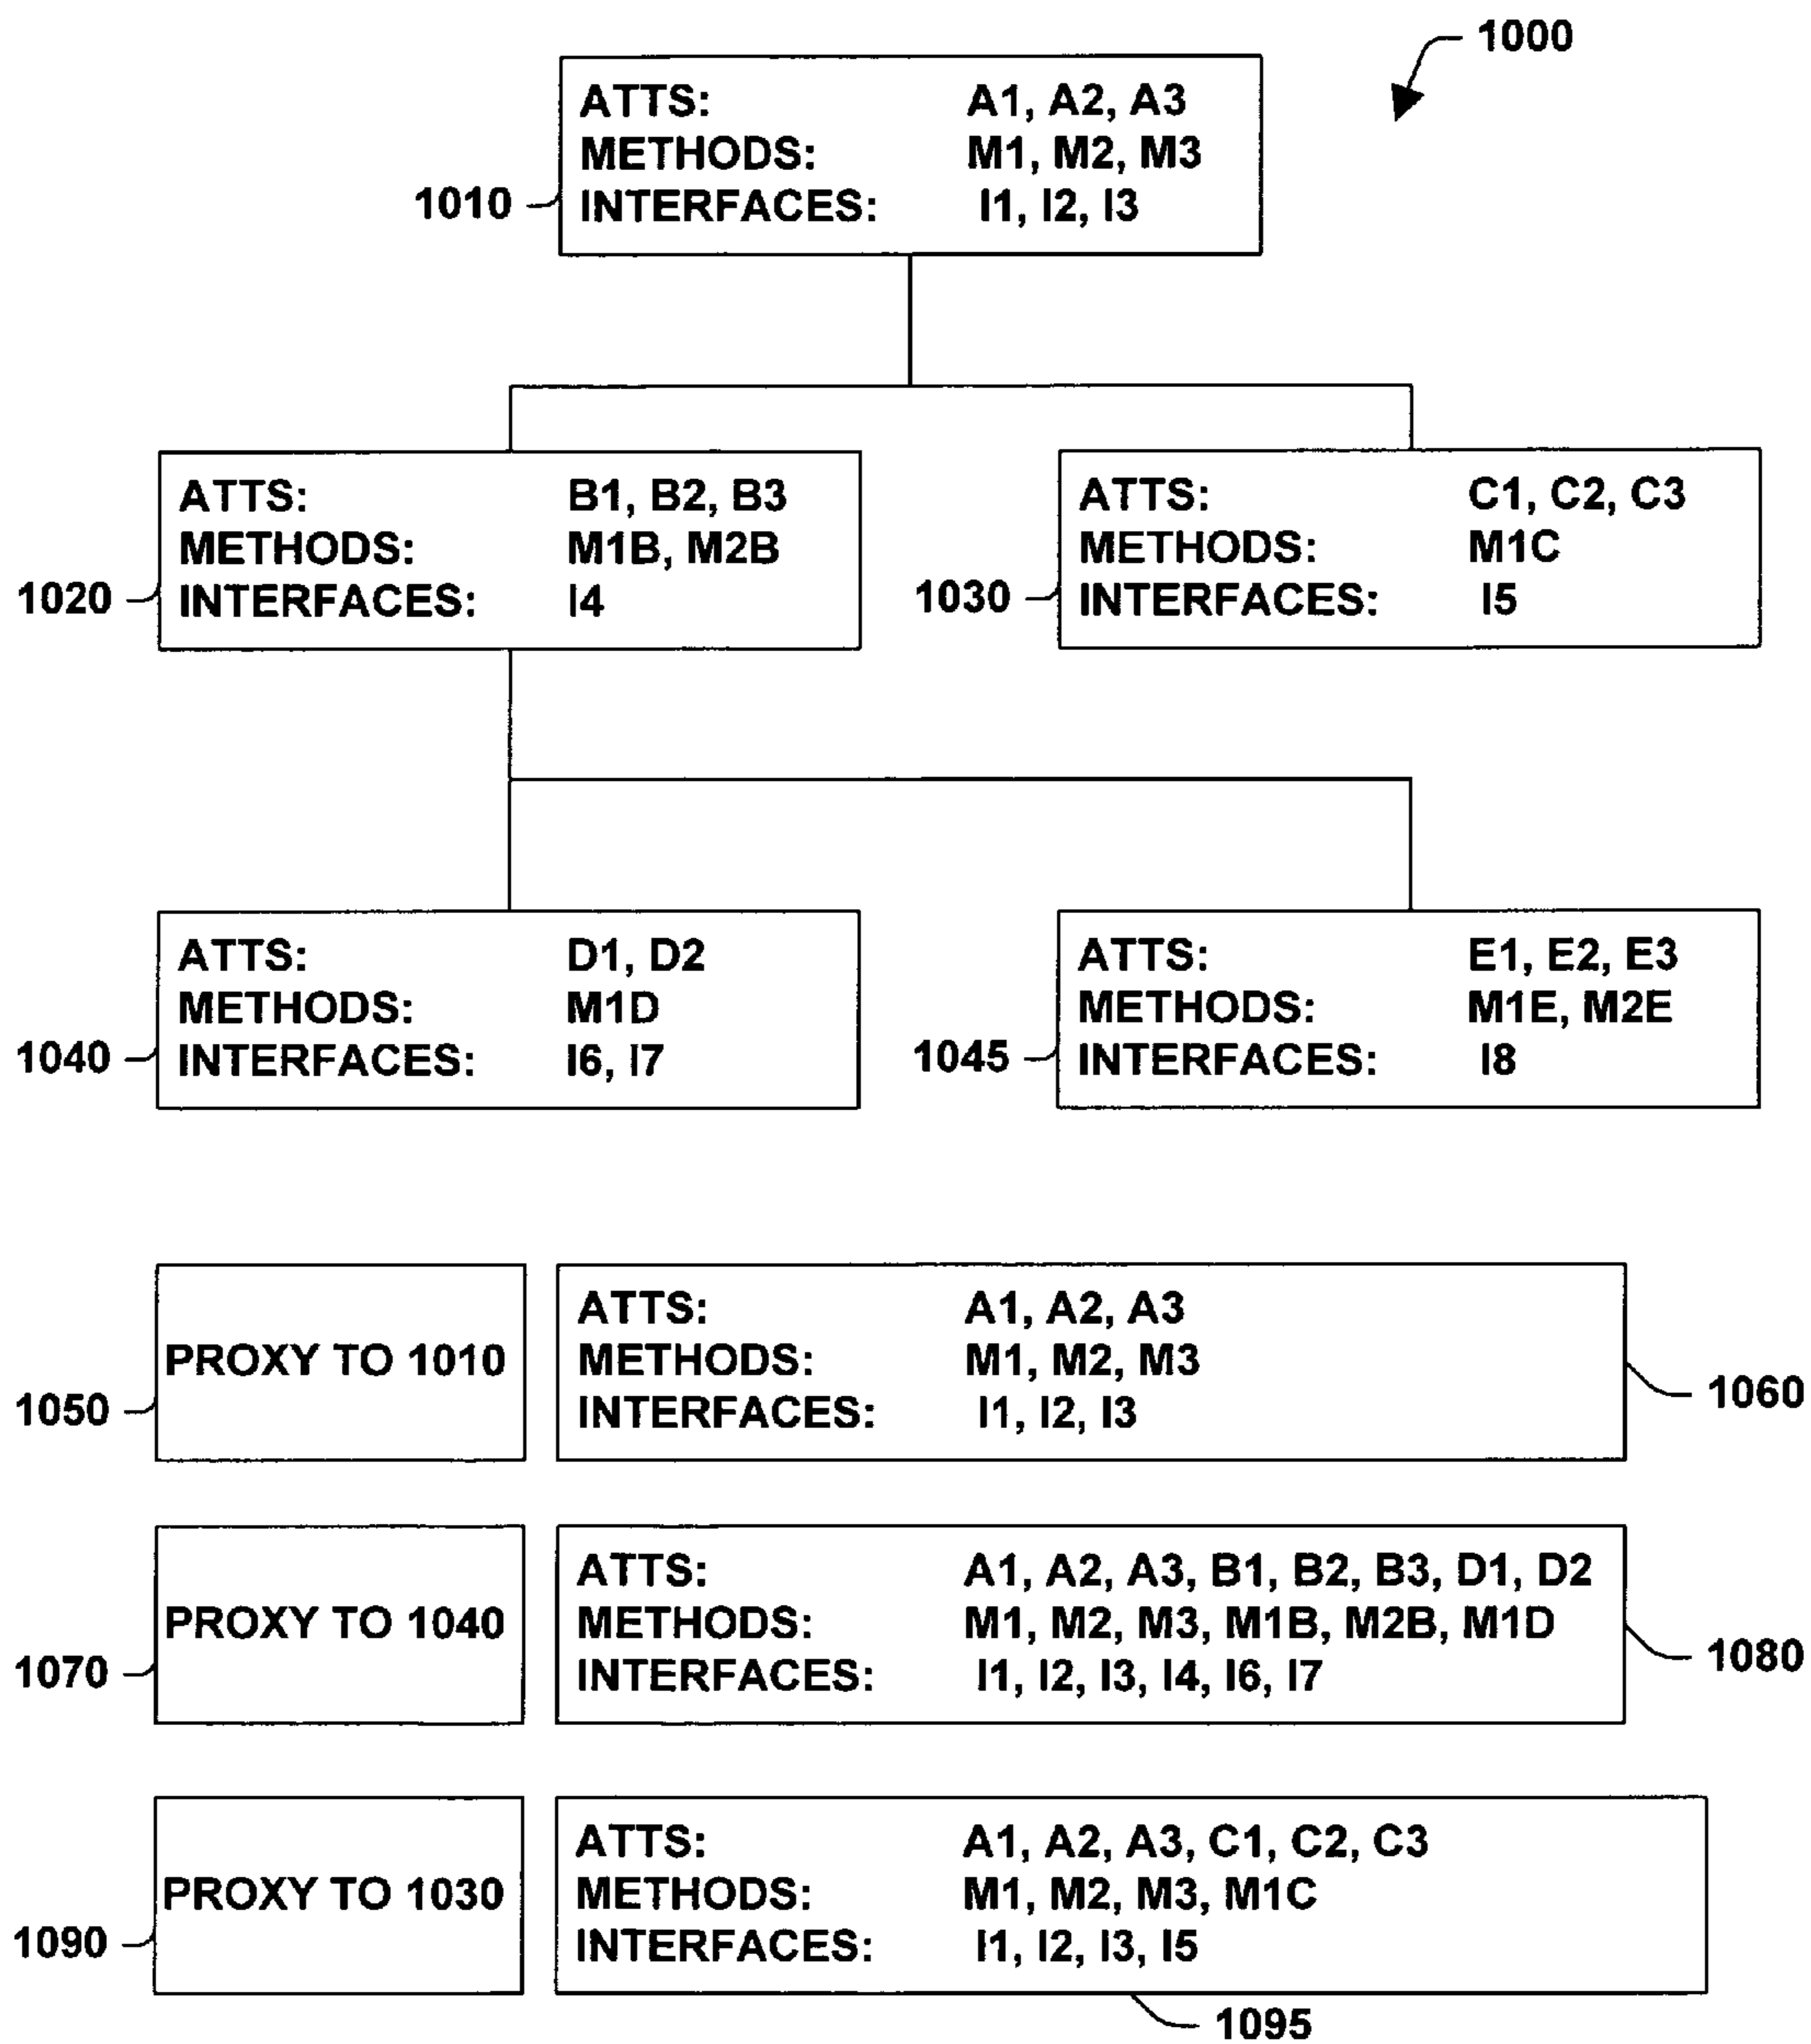 1000
ATTS: A1, A2, A3
METHODS: M1, M2, M3
1010 INTERFACES: I1, I2, I3
ATTS: B1, B2, B3
METHODS: M1B, M2B
1020 INTERFACES: I4
ATTS: C1, C2, C3
METHODS: M1C
1030 INTERFACES: I5
ATTS: D1, D2
METHODS: M1D
1040 INTERFACES: I6, I7
ATTS: E1, E2, E3
METHODS: M1E, M2E
1045 INTERFACES: I8
PROXY TO 1010
1050
ATTS: A1, A2, A3
METHODS: M1, M2, M3
INTERFACES: I1, I2, I3
1060
PROXY TO 1040
1070
ATTS: A1, A2, A3, B1, B2, B3, D1, D2
METHODS: M1, M2, M3, M1B, M2B, M1D
INTERFACES: I1, I2, I3, I4, I6, I7
1080
PROXY TO 1030
1090
ATTS: A1, A2, A3, C1, C2, C3
METHODS: M1, M2, M3, M1C
INTERFACES: I1, I2, I3, I5
1095